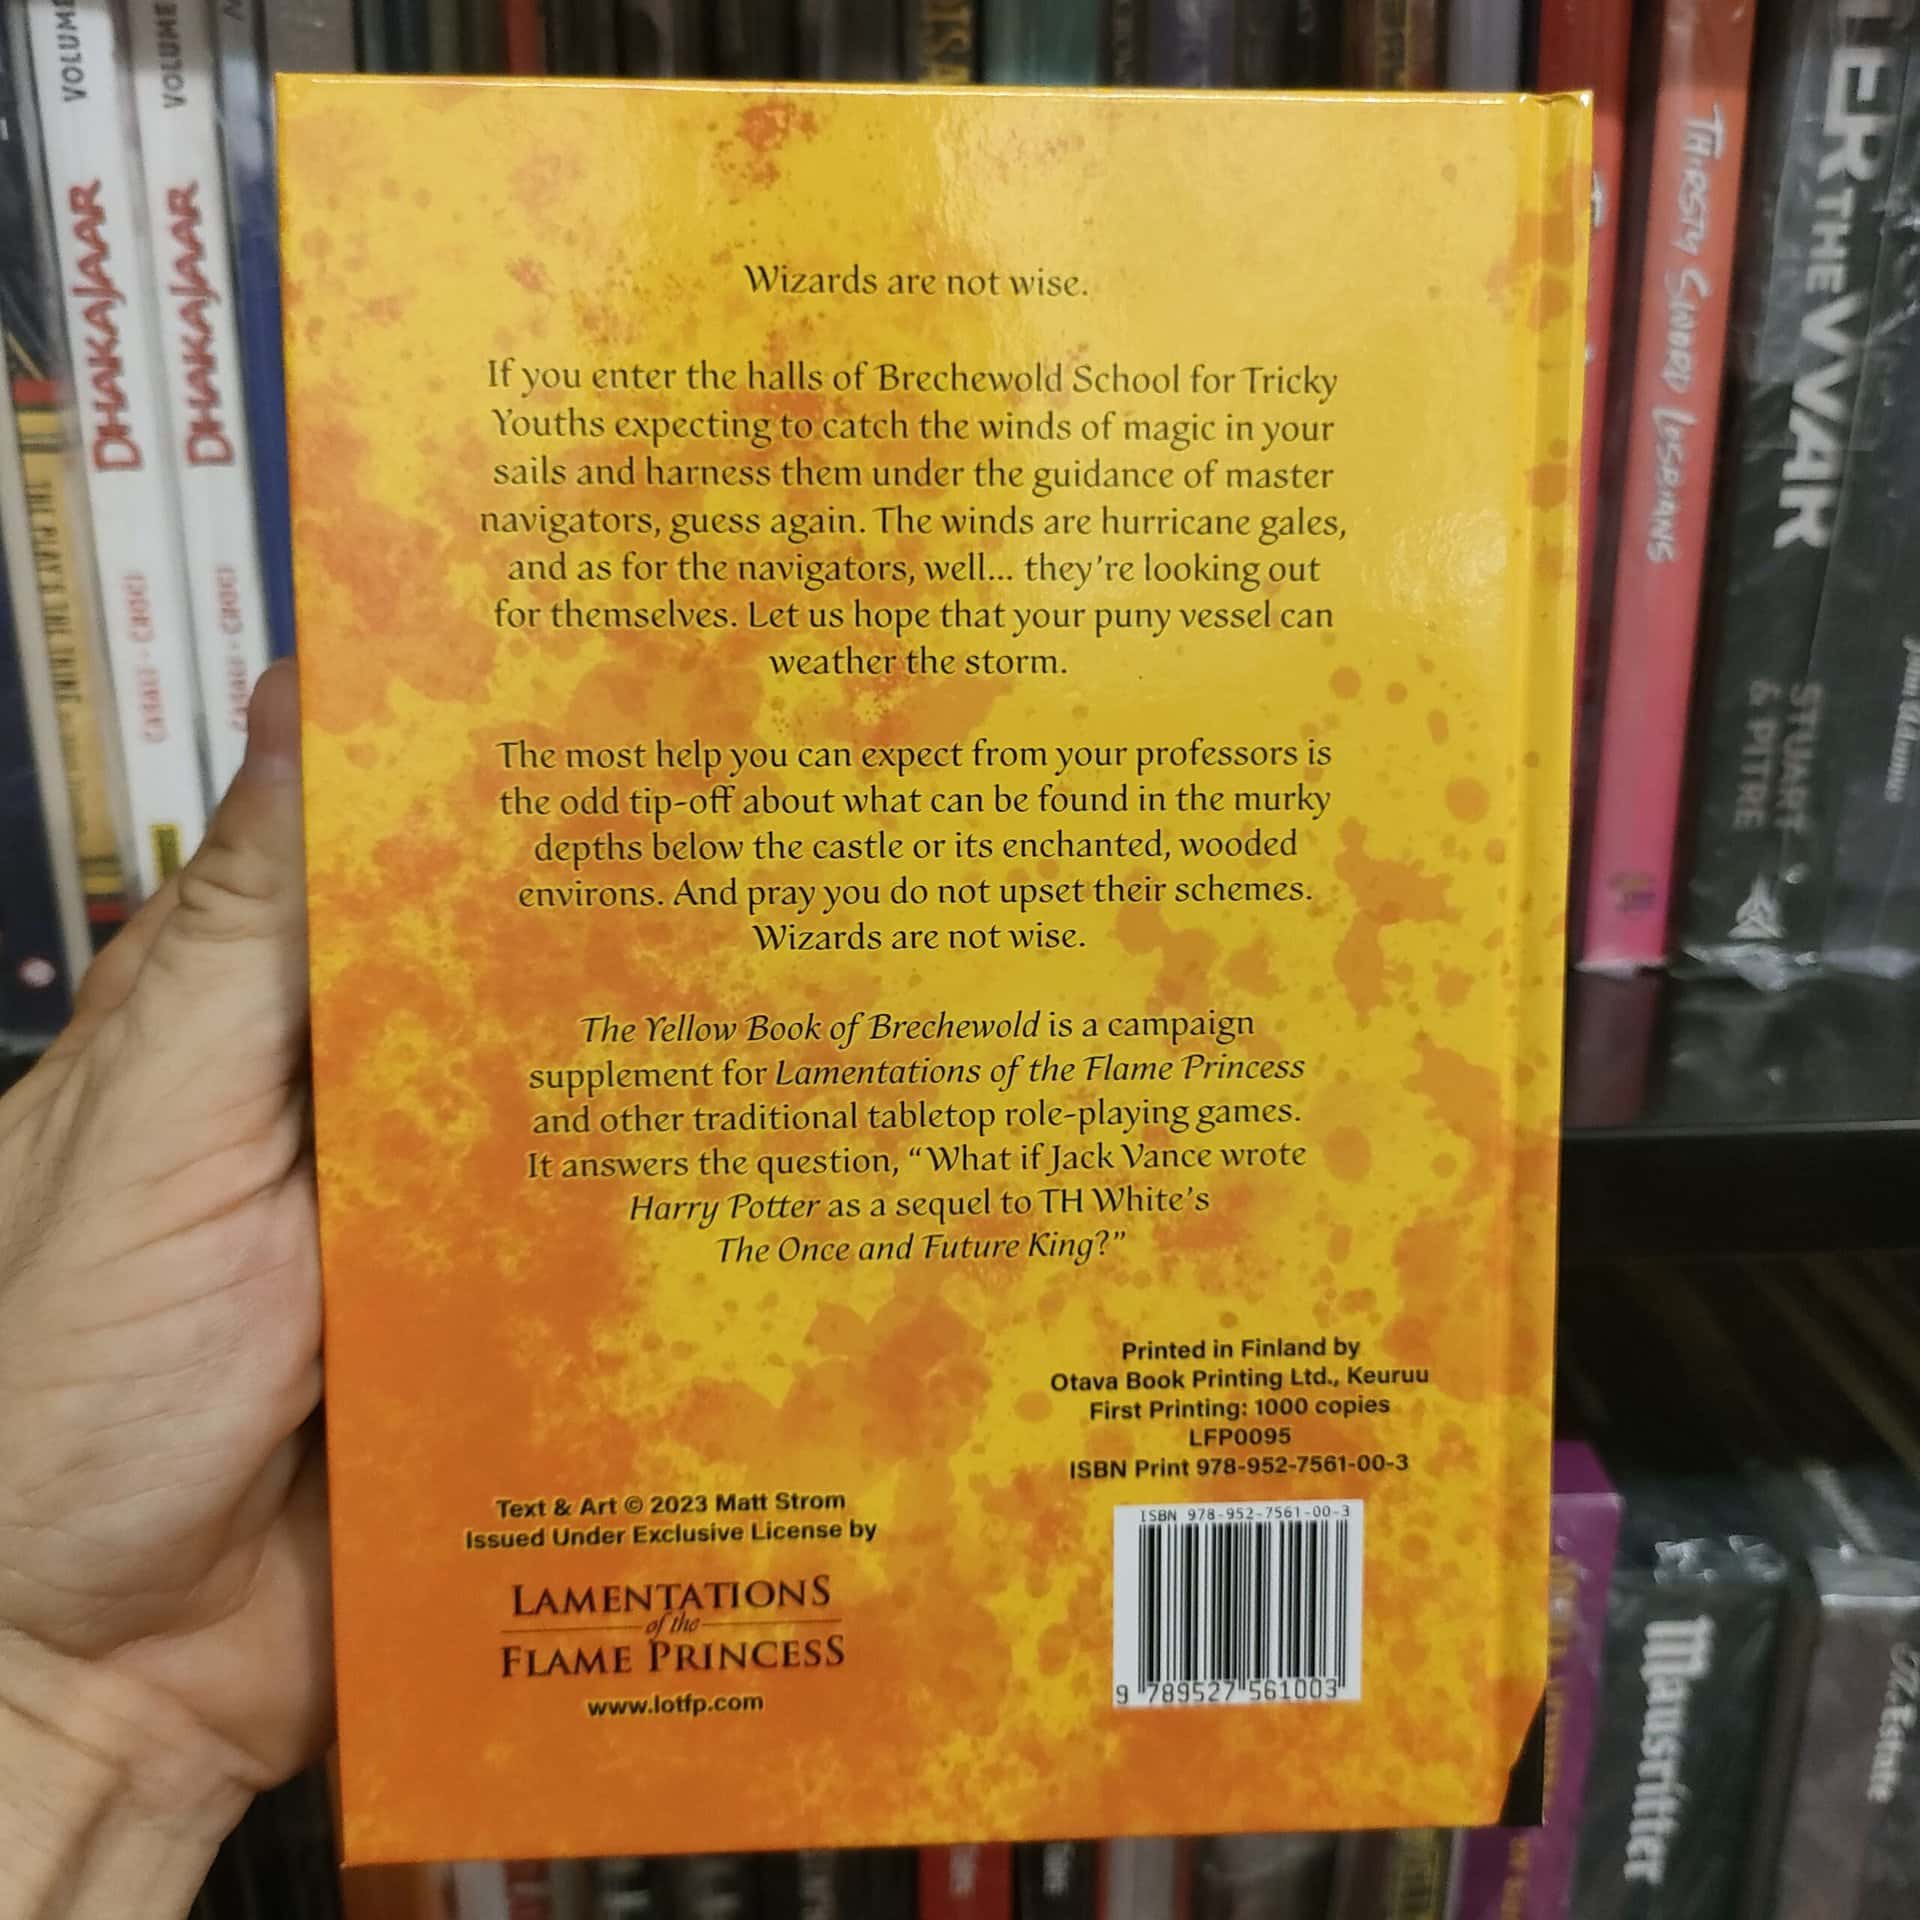 VOLUME
VOLUME
DHAKAJAAR
DHAKAJAAR
CASALI · CHOCI
CASALI · CHOCI
Wizards are not wise.
If you enter the halls of Brechewold School for Tricky
Youths expecting to catch the winds of magic in your
sails and harness them under the guidance of master
navigators, guess again. The winds are hurricane gales,
and as for the navigators, well... they're looking out
for themselves. Let us hope that your puny vessel can
weather the storm.
The most help you can expect from your professors is
the odd tip-off about what can be found in the murky
depths below the castle or its enchanted, wooded
environs. And pray you do not upset their schemes.
Wizards are not wise.
The Yellow Book of Brechewold is a campaign
supplement for Lamentations of the Flame Princess
and other traditional tabletop role-playing games.
It answers the question, “What if Jack Vance wrote
Harry Potter as a sequel to TH White's
The Once and Future King?”
Printed in Finland by
Otava Book Printing Ltd., Keuruu
First Printing: 1000 copies
LFP0095
ISBN Print 978-952-7561-00-3
Text & Art © 2023 Matt Strom
Issued Under Exclusive License by
LAMENTATIONS
of the
FLAME PRINCESS
www.lotfp.com
ISBN 978-952-7561-00-3
9 789527 561003
THIRSTY SWORD LESBIANS
THE WAR
STUART
& PITRE
Mausritter